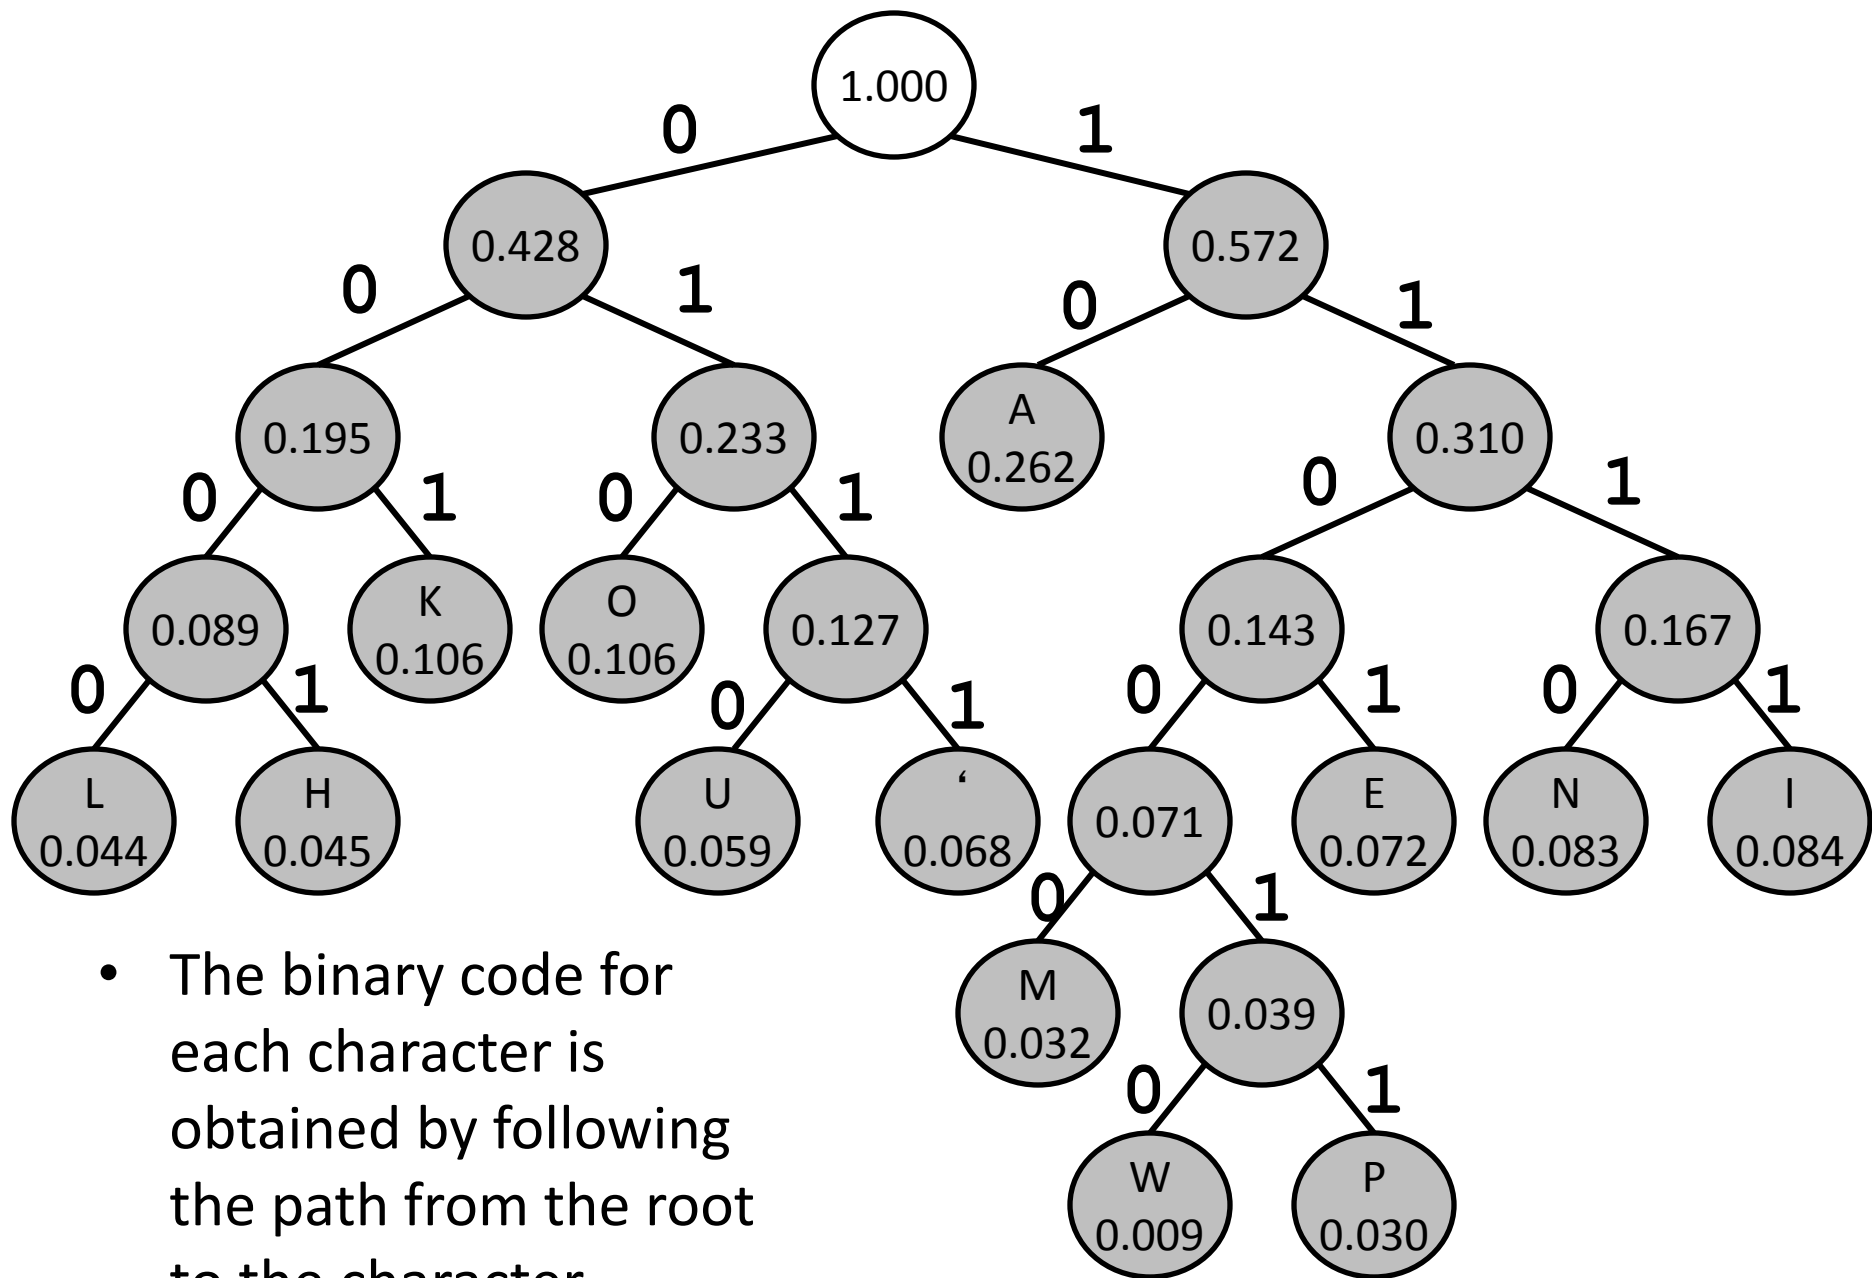 1.000
0 1
0.428 0.572
0 1 0 1
0.195 0.233 A 0.310
0.262
0 1 0 1 0 1
0.089 K O 0.127 0.143 0.167
0.106 0.106
0 1 0 1 0 1 0 1
L H U ‘ 0.071 E N I
0.044 0.045 0.059 0.068 0.072 0.083 0.084
0 1
M 0.039
0.032
0 1
W P
0.009 0.030
• The binary code for
each character is
obtained by following
the path from the root
to the character